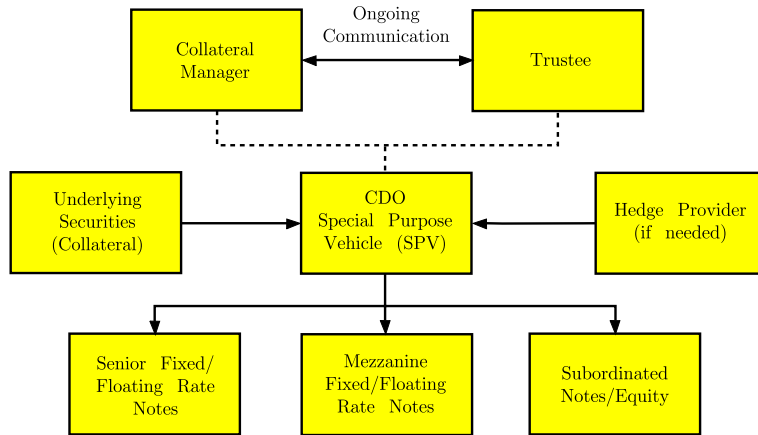 Ongoing
Communication
Collateral
Manager
Trustee
Underlying
Securities
(Collateral)
CDO
Special Purpose
Vehicle (SPV)
Hedge Provider
(if needed)
Senior Fixed/
Floating Rate
Notes
Mezzanine
Fixed/Floating
Rate Notes
Subordinated
Notes/Equity